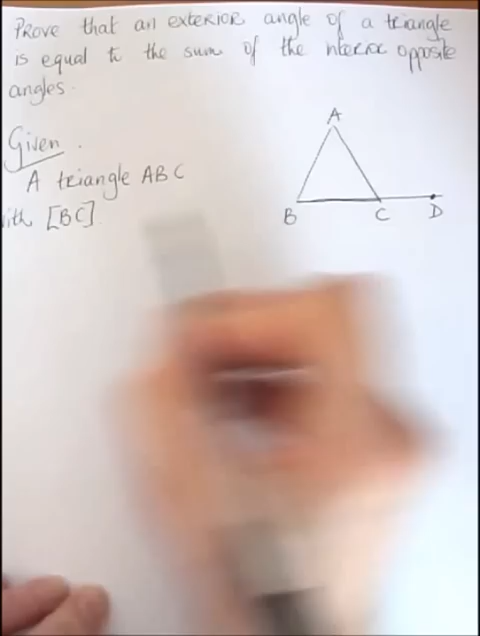 Prove that an exterior angle of a triangle
is equal to the sum of the interior opposite
angles.
Given.
A triangle ABC
with [BC]
A
B C D